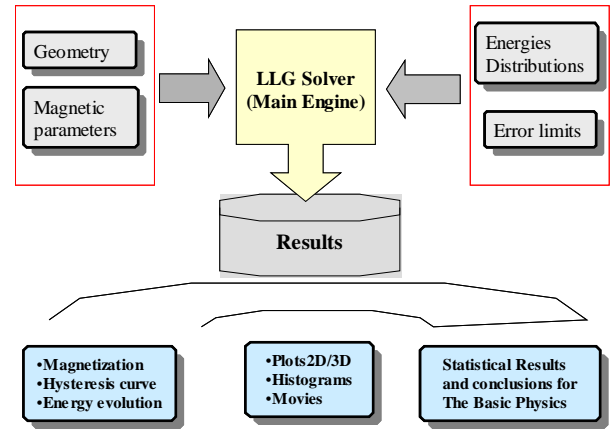 Geometry
Magnetic
parameters
LLG Solver
(Main Engine)
Energies
Distributions
Error limits
Results
•Magnetization
•Hysteresis curve
•Energy evolution
•Plots2D/3D
•Histograms
•Movies
Statistical Results
and conclusions for
The Basic Physics